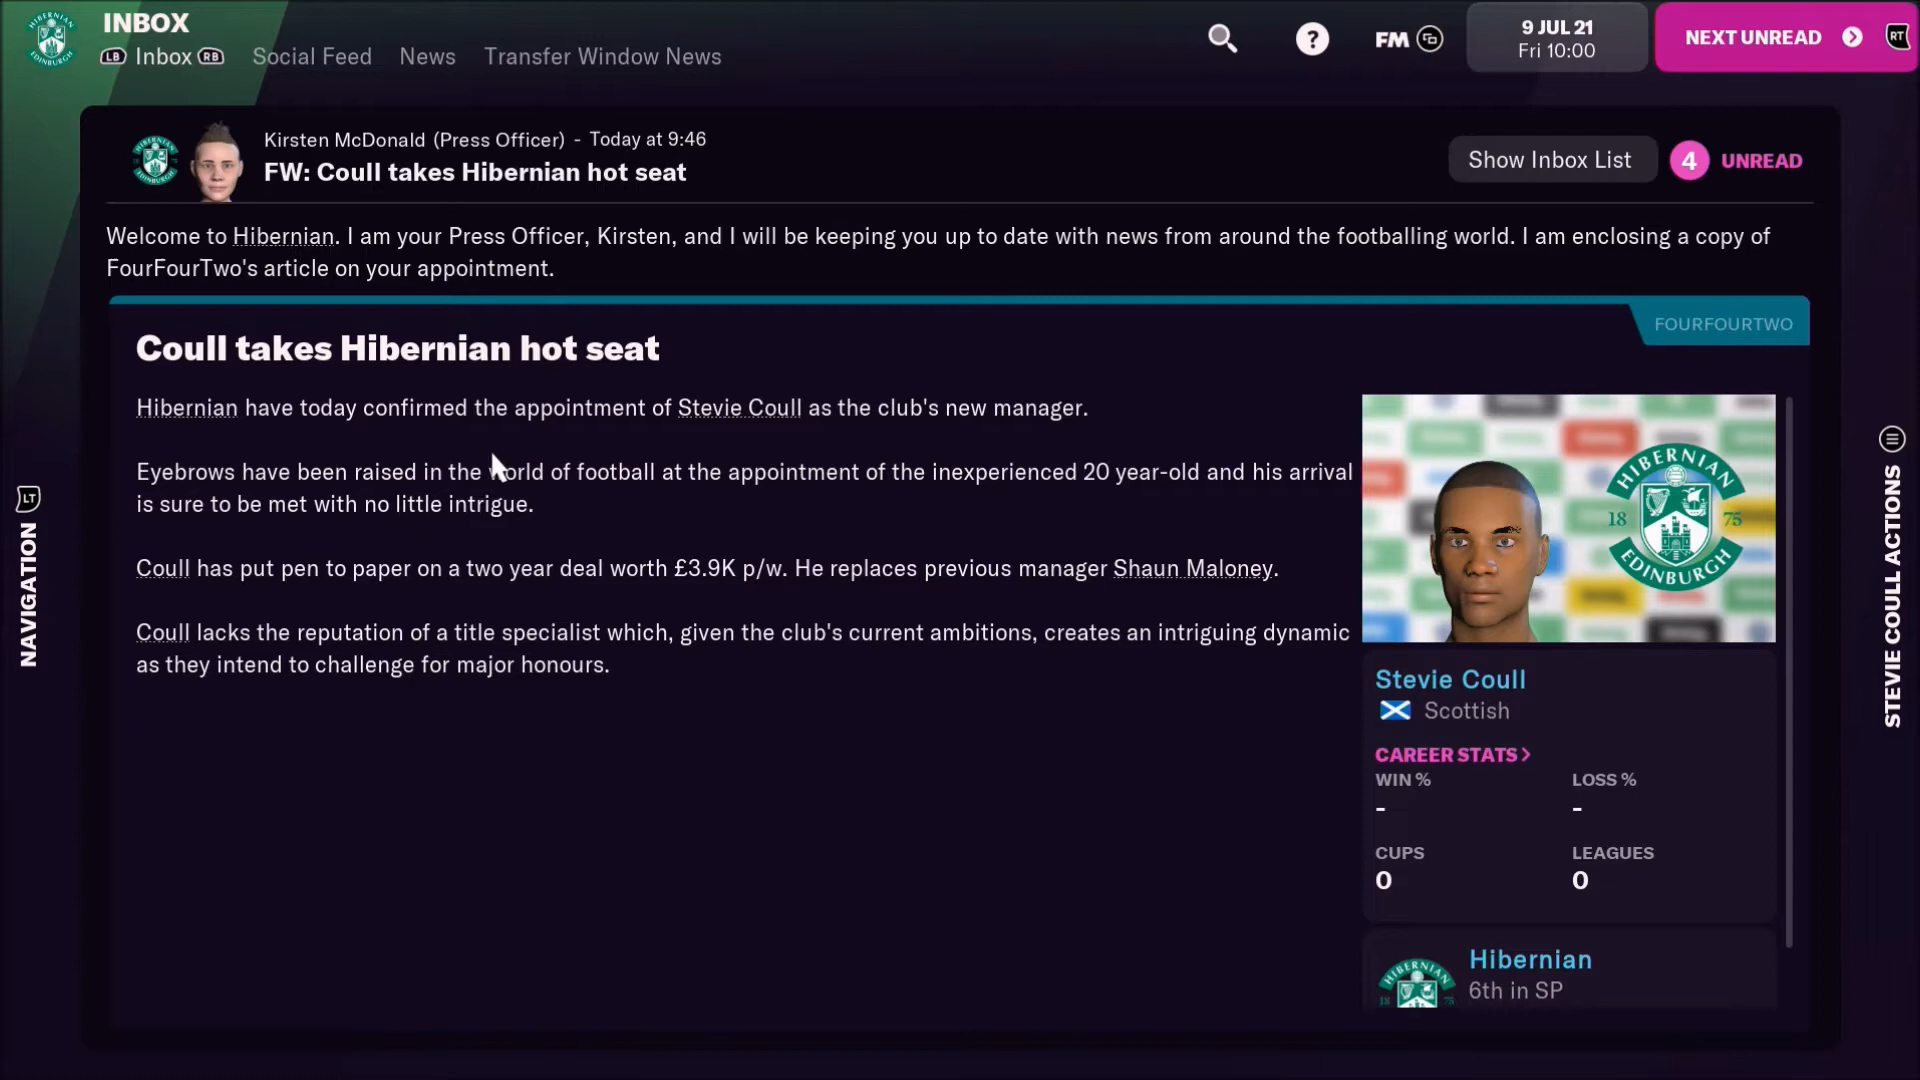 INBOX
LB Inbox RB Social Feed News Transfer Window News
?
FM
9 JUL 21
Fri 10:00
NEXT UNREAD
RT
Kirsten McDonald (Press Officer) - Today at 9:46
FW: Coull takes Hibernian hot seat
Show Inbox List
4 UNREAD
Welcome to Hibernian. I am your Press Officer, Kirsten, and I will be keeping you up to date with news from around the footballing world. I am enclosing a copy of
FourFourTwo's article on your appointment.
FOURFOURTWO
Coull takes Hibernian hot seat
Hibernian have today confirmed the appointment of Stevie Coull as the club's new manager.
Eyebrows have been raised in the world of football at the appointment of the inexperienced 20 year-old and his arrival
is sure to be met with no little intrigue.
Coull has put pen to paper on a two year deal worth £3.9K p/w. He replaces previous manager Shaun Maloney.
Coull lacks the reputation of a title specialist which, given the club's current ambitions, creates an intriguing dynamic
as they intend to challenge for major honours.
HIBERNIAN
18 75
EDINBURGH
Stevie Coull
Scottish
CAREER STATS
WIN % LOSS %
- -
CUPS LEAGUES
0 0
HIBERNIAN
18 75
Hibernian
6th in SP
LT
NAVIGATION
STEVIE COULL ACTIONS